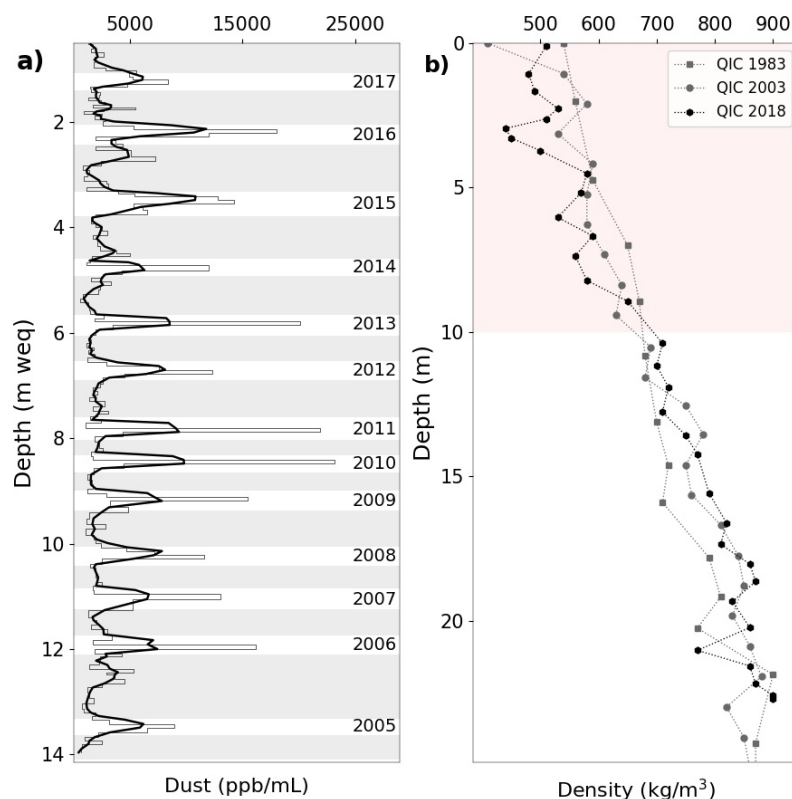 a)
5000 15000 25000
2
4
6
8
10
12
14
Depth (m weq)
2017
2016
2015
2014
2013
2012
2011
2010
2009
2008
2007
2006
2005
Dust (ppb/mL)
b)
500 600 700 800 900
0
5
10
15
20
Depth (m)
QIC 1983
QIC 2003
QIC 2018
Density (kg/m³)